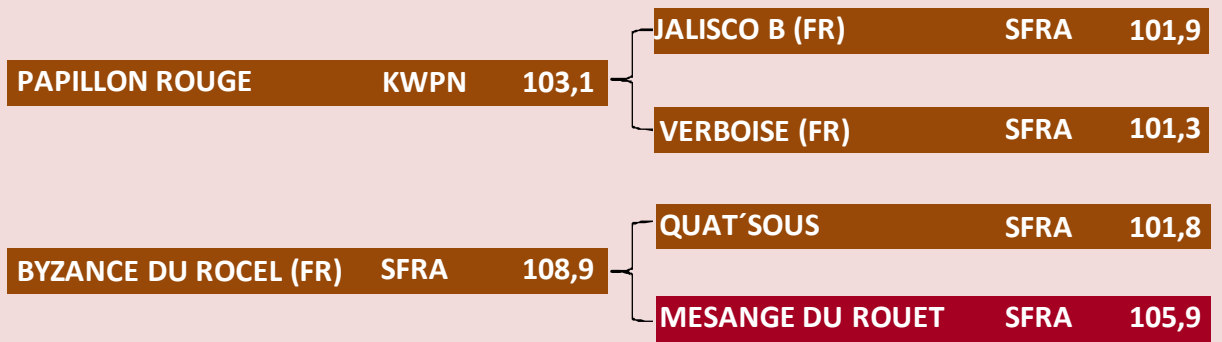 JALISCO B (FR) SFRA 101,9
PAPILLON ROUGE KWPN 103,1
VERBOISE (FR) SFRA 101,3
QUAT´SOUS SFRA 101,8
BYZANCE DU ROCEL (FR) SFRA 108,9
MESANGE DU ROUET SFRA 105,9